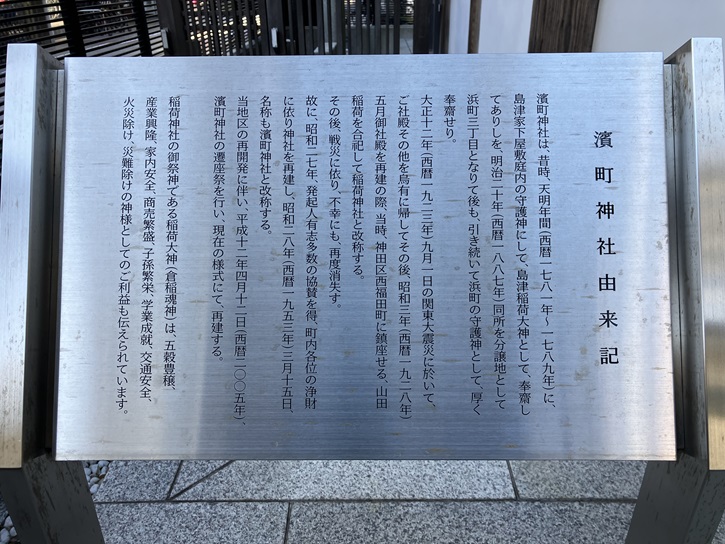 濱町神社由来記
濱町神社は、昔時、天明年間(西暦一七八一年～一七八九年)に、
島津家下屋敷庭内の守護神にして、島津稲荷大神として、奉齋し
てありしを、明治二十年(西暦一八八七年)同所を分譲地として
浜町三丁目となりて後も、引き続いて浜町の守護神として、厚く
奉齋せり。
大正十二年(西暦一九二三年)九月一日の関東大震災に於いて、
ご社殿その他を烏有に帰してその後、昭和三年(西暦一九二八年)
五月御社殿を再建の際、当時、神田区西福田町に鎮座せる、山田
稲荷を合祀して稲荷神社と改称する。
その後、戦災に依り、不幸にも、再度消失す。
故に、昭和二七年、発起人有志多数の協賛を得、町内各位の浄財
に依り神社を再建し、昭和二八年(西暦一九五三年)三月十五日、
名称も濱町神社と改称する。
当地区の再開発に伴い、平成十二年四月十二日(西暦二〇〇五年)、
濱町神社の遷座祭を行い、現在の様式にて、再建する。
稲荷神社の御祭神である稲荷大神(倉稲魂神)は、五穀豊穣、
産業興隆、家内安全、商売繁盛、子孫繁栄、学業成就、交通安全、
火災除け、災難除けの神様としてのご利益も伝えられています。